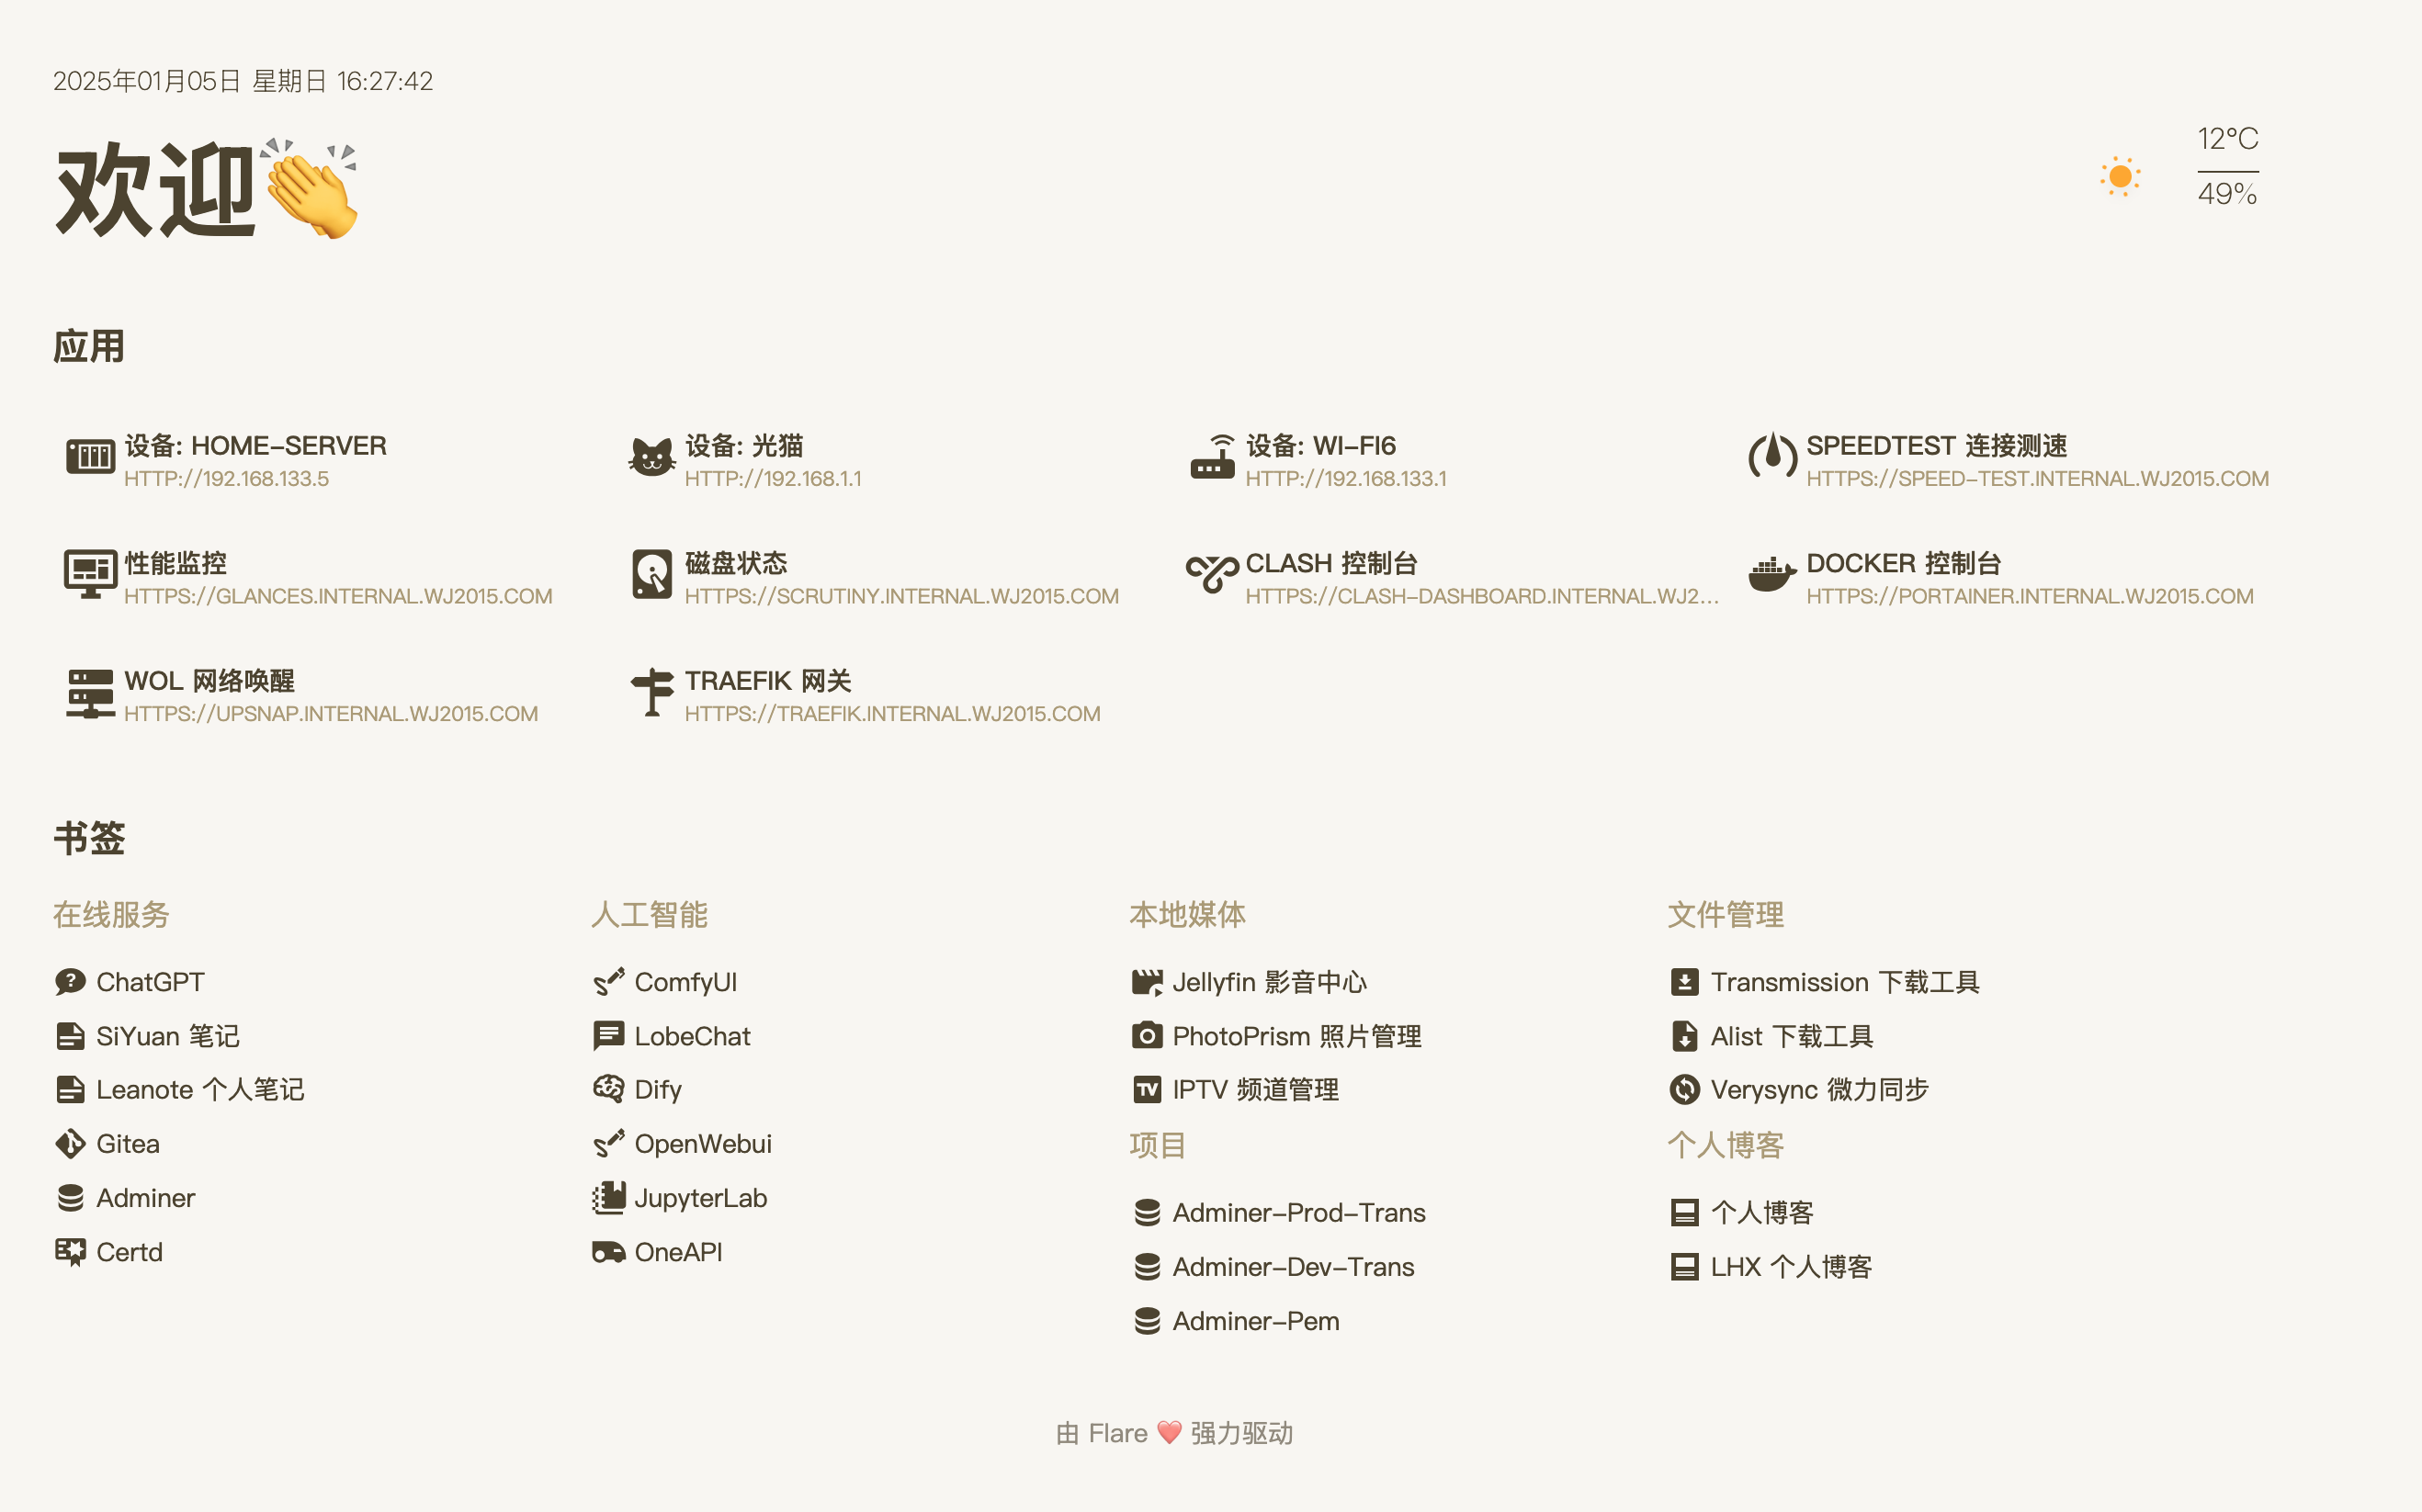 2025年01月05日 星期日 16:27:42
欢迎👏
12°C
49%
应用
设备: HOME-SERVER
HTTP://192.168.133.5
设备: 光猫
HTTP://192.168.1.1
设备: WI-FI6
HTTP://192.168.133.1
SPEEDTEST 连接测速
HTTPS://SPEED-TEST.INTERNAL.WJ2015.COM
性能监控
HTTPS://GLANCES.INTERNAL.WJ2015.COM
磁盘状态
HTTPS://SCRUTINY.INTERNAL.WJ2015.COM
CLASH 控制台
HTTPS://CLASH-DASHBOARD.INTERNAL.WJ2...
DOCKER 控制台
HTTPS://PORTAINER.INTERNAL.WJ2015.COM
WOL 网络唤醒
HTTPS://UPSNAP.INTERNAL.WJ2015.COM
TRAEFIK 网关
HTTPS://TRAEFIK.INTERNAL.WJ2015.COM
书签
在线服务
ChatGPT
SiYuan 笔记
Leanote 个人笔记
Gitea
Adminer
Certd
人工智能
ComfyUI
LobeChat
Dify
OpenWebui
JupyterLab
OneAPI
本地媒体
Jellyfin 影音中心
PhotoPrism 照片管理
TV
IPTV 频道管理
项目
Adminer-Prod-Trans
Adminer-Dev-Trans
Adminer-Pem
文件管理
Transmission 下载工具
Alist 下载工具
Verysync 微力同步
个人博客
个人博客
LHX 个人博客
由 Flare ❤️ 强力驱动